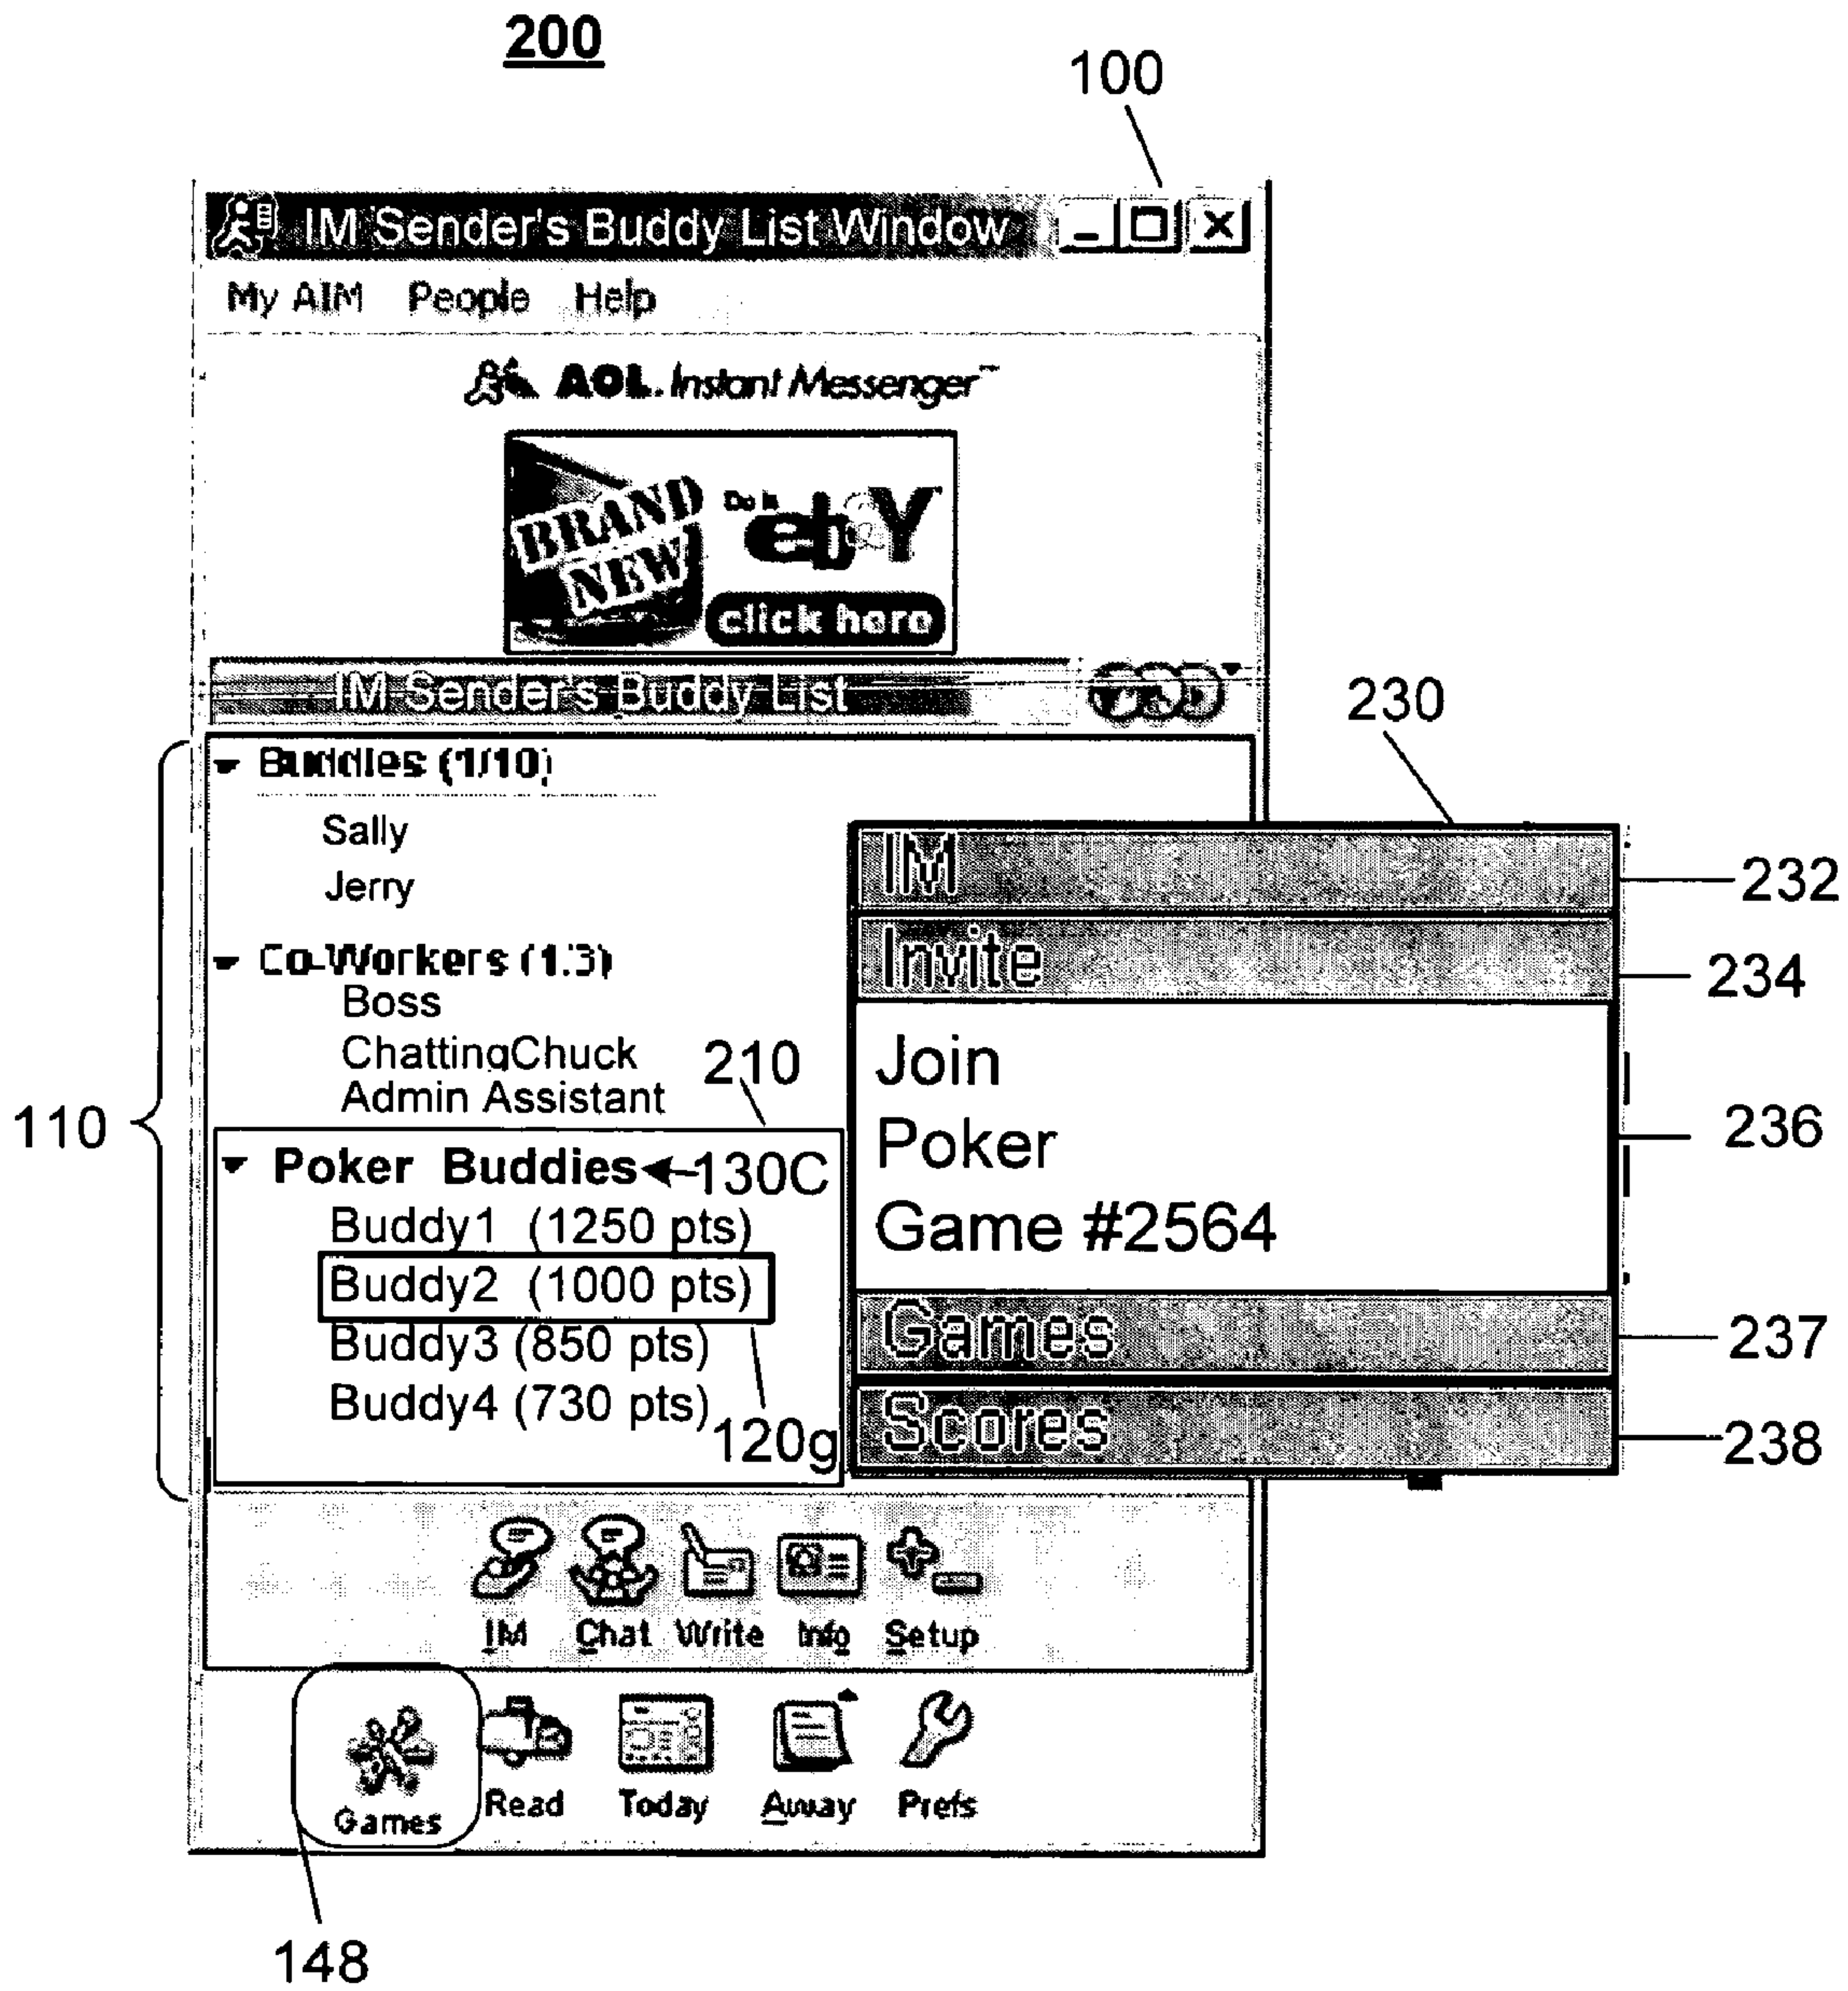 200
100
IM Sender's Buddy List Window
My AIM People Help
AOL Instant Messenger™
BRAND
NEW
Do it
ebaY
click here
IM Sender's Buddy List
230
Buddies (1/10)
Sally
Jerry
IM
232
Invite
234
Co-Workers (1/3)
Boss
ChattingChuck
Admin Assistant
210
110
Join
Poker
Game #2564
236
Poker Buddies
130C
Buddy1 (1250 pts)
Buddy2 (1000 pts)
Buddy3 (850 pts)
Buddy4 (730 pts)
120g
Games
237
Scores
238
IM Chat Write Info Setup
Games Read Today Away Prefs
148